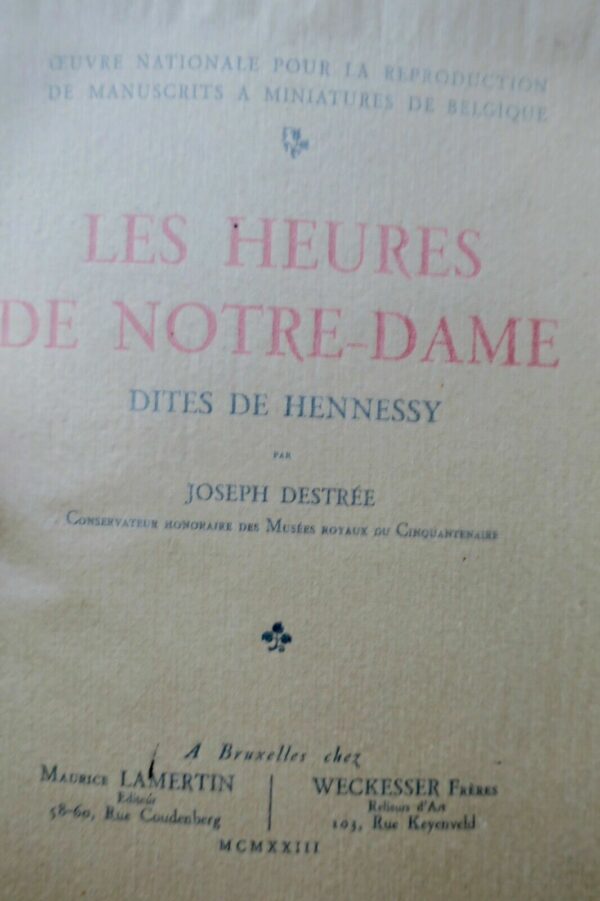 ŒUVRE NATIONALE POUR LA REPRODUCTION
DE MANUSCRITS A MINIATURES DE BELGIQUE
LES HEURES
DE NOTRE-DAME
DITES DE HENNESSY
PAR
JOSEPH DESTRÉE
CONSERVATEUR HONORAIRE DES MUSÉES ROYAUX DU CINQUANTENAIRE
A Bruxelles chez
MAURICE LAMERTIN
Editeur
58-60, Rue Coudenberg
WECKESSER FRÈRES
Relieurs d'Art
103, Rue Keyenveld
MCMXXIII